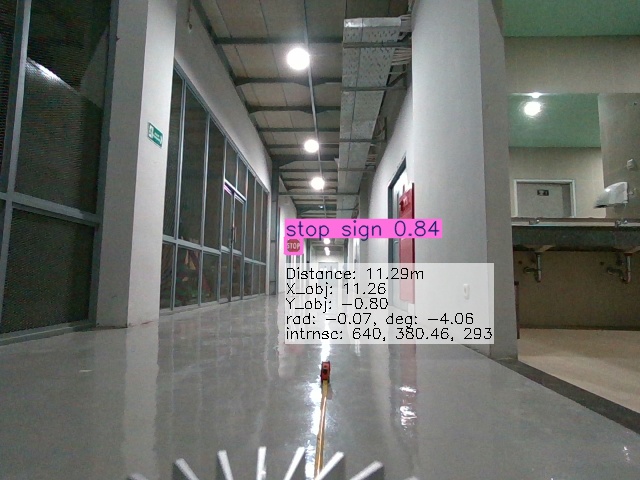 stop sign 0.84
STOP
Distance: 11.29m
X_obj: 11.26
Y_obj: −0.80
rad: −0.07, deg: −4.06
intrnsc: 640, 380.46, 293